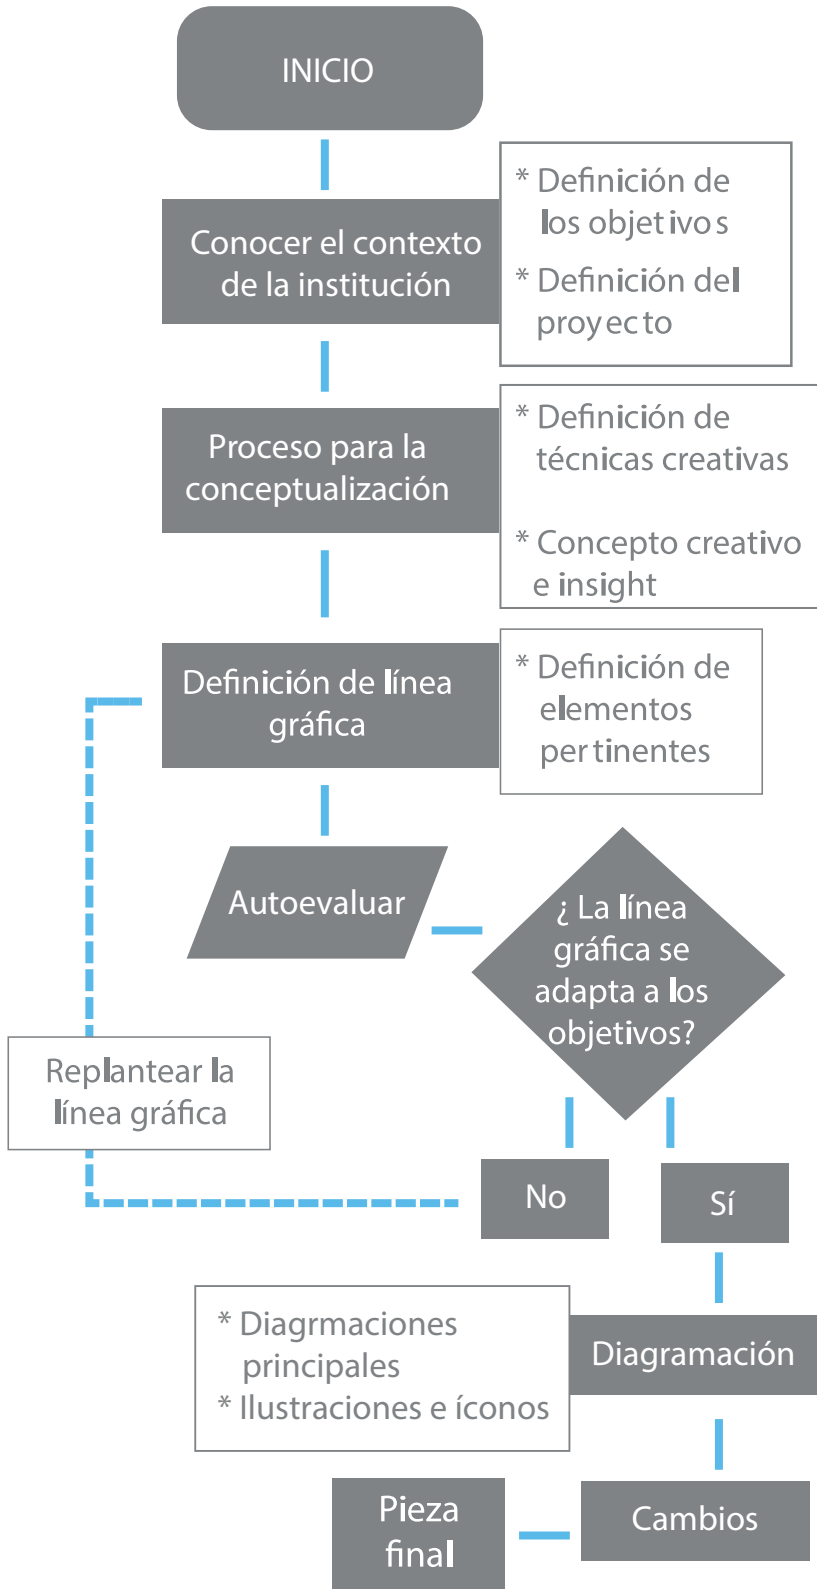 INICIO
Conocer el contexto
de la institución
* Definición de
los objetivos
* Definición del
proyecto
Proceso para la
conceptualización
* Definición de
técnicas creativas
* Concepto creativo
e insight
Definición de línea
gráfica
* Definición de
elementos
pertinentes
Autoevaluar
¿ La línea
gráfica se
adapta a los
objetivos?
Replantear la
línea gráfica
No
Sí
* Diagrmaciones
principales
* Ilustraciones e íconos
Diagramación
Cambios
Pieza
final